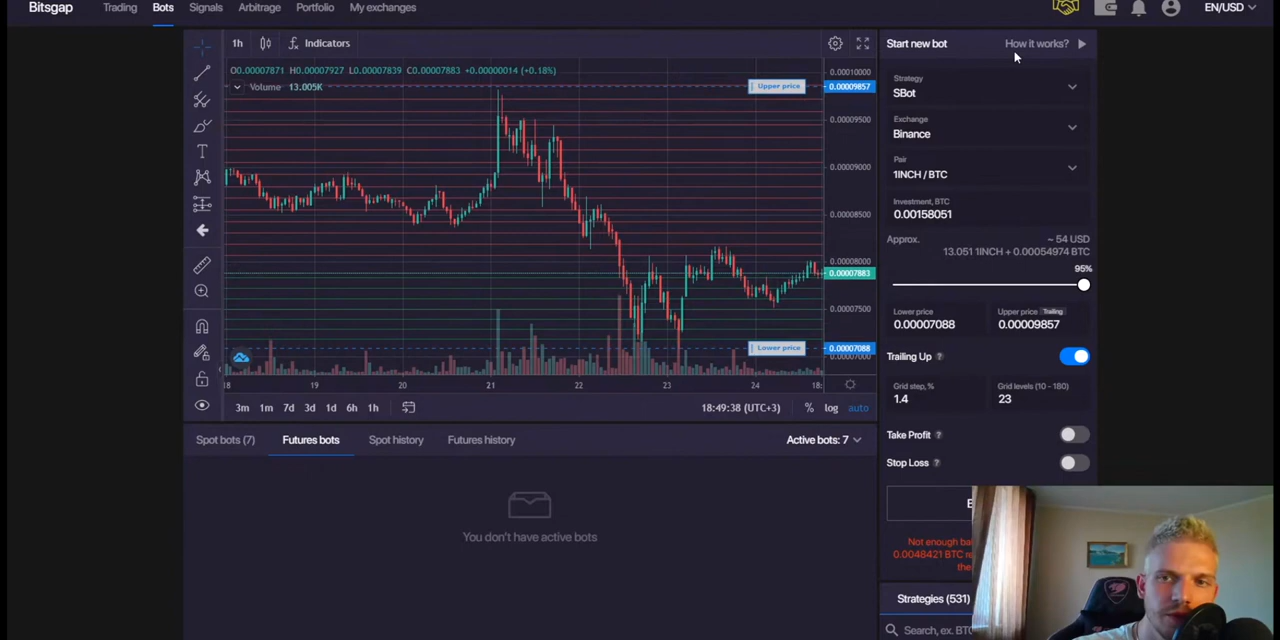 Bitsgap Trading Bots Signals Arbitrage Portfolio My exchanges EN/USD
1h Indicators
O0.00007871 H0.00007927 L0.00007839 C0.00007883 +0.00000014 (+0.18%)
Volume 13.005K
Upper price
Lower price
0.00010000
0.00009857
0.00009500
0.00009000
0.00008500
0.00008000
0.00007883
0.00007500
0.00007088
0.00007000
18 19 20 21 22 23 24 18:
3m 1m 7d 3d 1d 6h 1h
18:49:38 (UTC+3) % log auto
Spot bots (7) Futures bots Spot history Futures history Active bots: 7
You don't have active bots
Start new bot How it works?
Strategy
SBot
Exchange
Binance
Pair
1INCH / BTC
Investment, BTC
0.00158051
Approx. ~ 54 USD
13.051 1INCH + 0.00054974 BTC
95%
Lower price Upper price Trailing
0.00007088 0.00009857
Trailing Up ?
Grid step, % Grid levels (10 - 180)
1.4 23
Take Profit ?
Stop Loss ?
Not enough
0.0048421 BTC
Strategies (531)
Search, ex. BTC